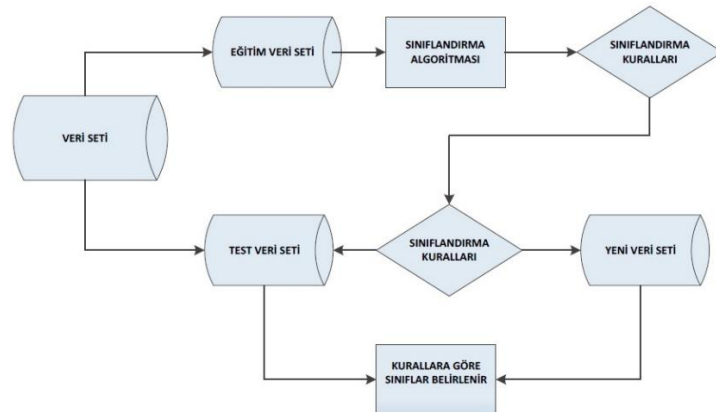 EĞİTİM VERİ SETİ
SINIFLANDIRMA
ALGORİTMASI
SINIFLANDIRMA
KURALLARI
VERİ SETİ
TEST VERİ SETİ
SINIFLANDIRMA
KURALLARI
YENİ VERİ SETİ
KURALLARA GÖRE
SINIFLAR BELİRLENİR